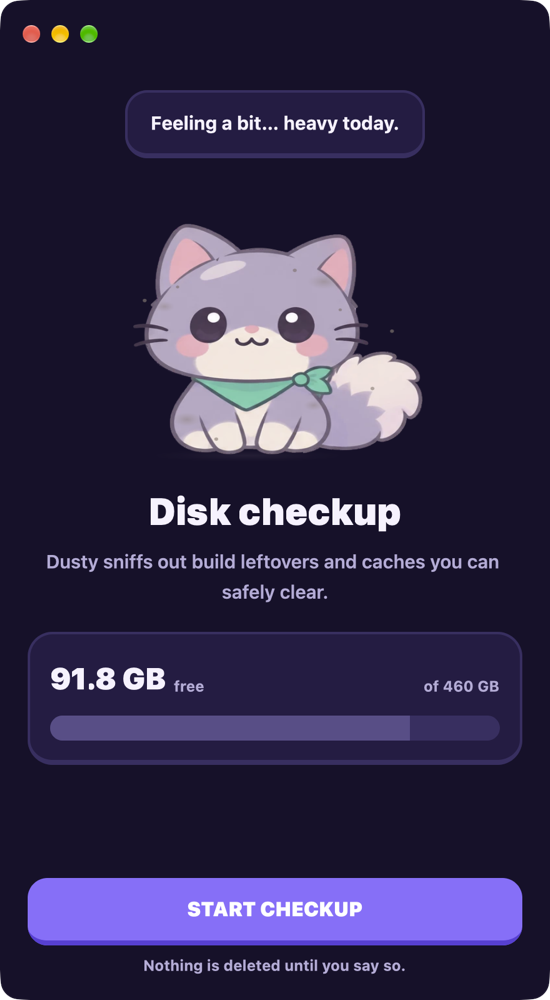 Feeling a bit... heavy today.
Disk checkup
Dusty sniffs out build leftovers and caches you can
safely clear.
91.8 GB free
of 460 GB
START CHECKUP
Nothing is deleted until you say so.